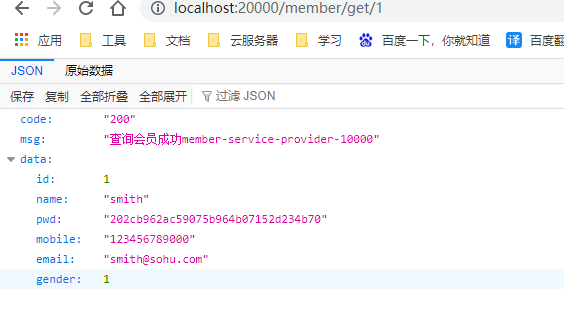 localhost:20000/member/get/1
应用 工具 文档 云服务器 学习 百度一下，你就知道 译 百度翻
JSON 原始数据
保存 复制 全部折叠 全部展开 过滤 JSON
code: "200"
msg: "查询会员成功member-service-provider-10000"
data:
id: 1
name: "smith"
pwd: "202cb962ac59075b964b07152d234b70"
mobile: "123456789000"
email: "smith@sohu.com"
gender: 1